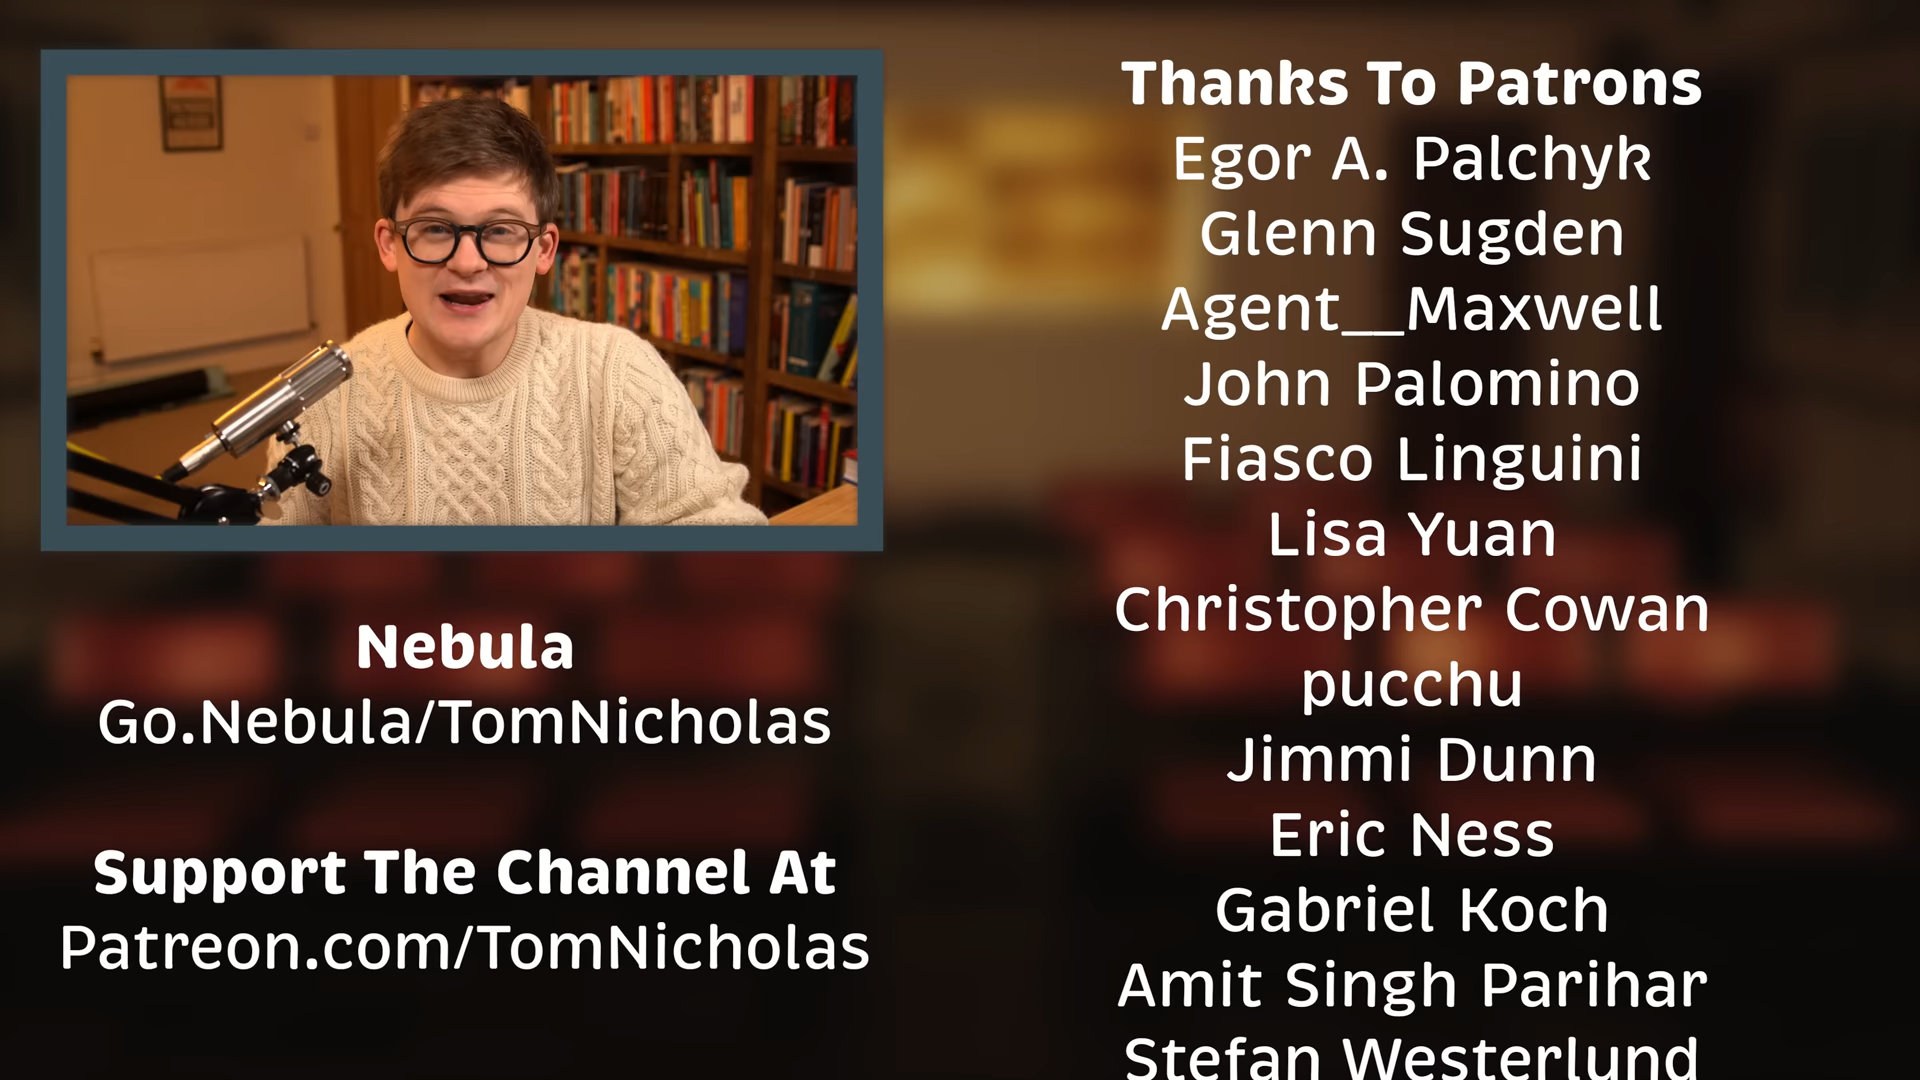 Nebula
Go.Nebula/TomNicholas
Support The Channel At
Patreon.com/TomNicholas
Thanks To Patrons
Egor A. Palchyk
Glenn Sugden
Agent__Maxwell
John Palomino
Fiasco Linguini
Lisa Yuan
Christopher Cowan
pucchu
Jimmi Dunn
Eric Ness
Gabriel Koch
Amit Singh Parihar
Stefan Westerlund